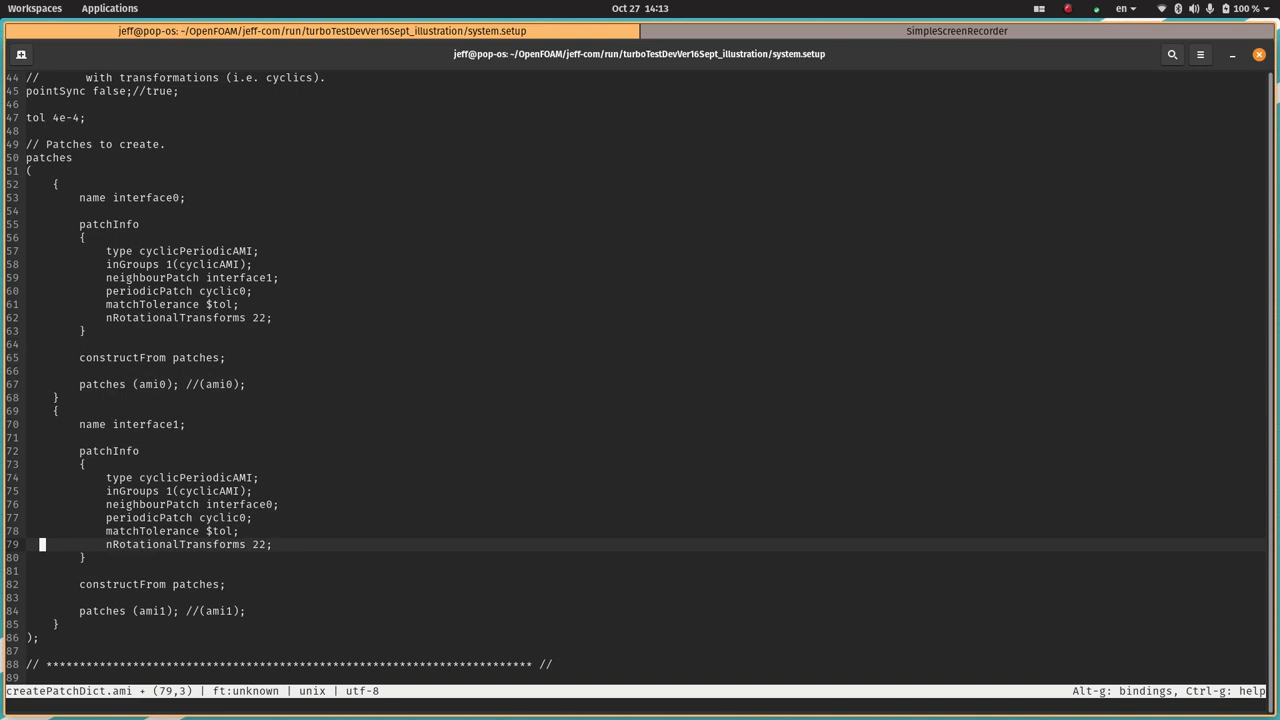 Workspaces Applications Oct 27 14:13 en 100 %
jeff@pop-os: ~/OpenFOAM/jeff-com/run/turboTestDevVer16Sept_illustration/system.setup SimpleScreenRecorder
jeff@pop-os: ~/OpenFOAM/jeff-com/run/turboTestDevVer16Sept_illustration/system.setup
44 //       with transformations (i.e. cyclics).
45 pointSync false;//true;
46
47 tol 4e-4;
48
49 // Patches to create.
50 patches
51 (
52     {
53         name interface0;
54
55         patchInfo
56         {
57             type cyclicPeriodicAMI;
58             inGroups 1(cyclicAMI);
59             neighbourPatch interface1;
60             periodicPatch cyclic0;
61             matchTolerance $tol;
62             nRotationalTransforms 22;
63         }
64
65         constructFrom patches;
66
67         patches (ami0); //(ami0);
68     }
69     {
70         name interface1;
71
72         patchInfo
73         {
74             type cyclicPeriodicAMI;
75             inGroups 1(cyclicAMI);
76             neighbourPatch interface0;
77             periodicPatch cyclic0;
78             matchTolerance $tol;
79             nRotationalTransforms 22;
80         }
81
82         constructFrom patches;
83
84         patches (ami1); //(ami1);
85     }
86 );
87
88 // ************************************************************************* //
89
createPatchDict.ami + (79,3) | ft:unknown | unix | utf-8 Alt-g: bindings, Ctrl-g: help